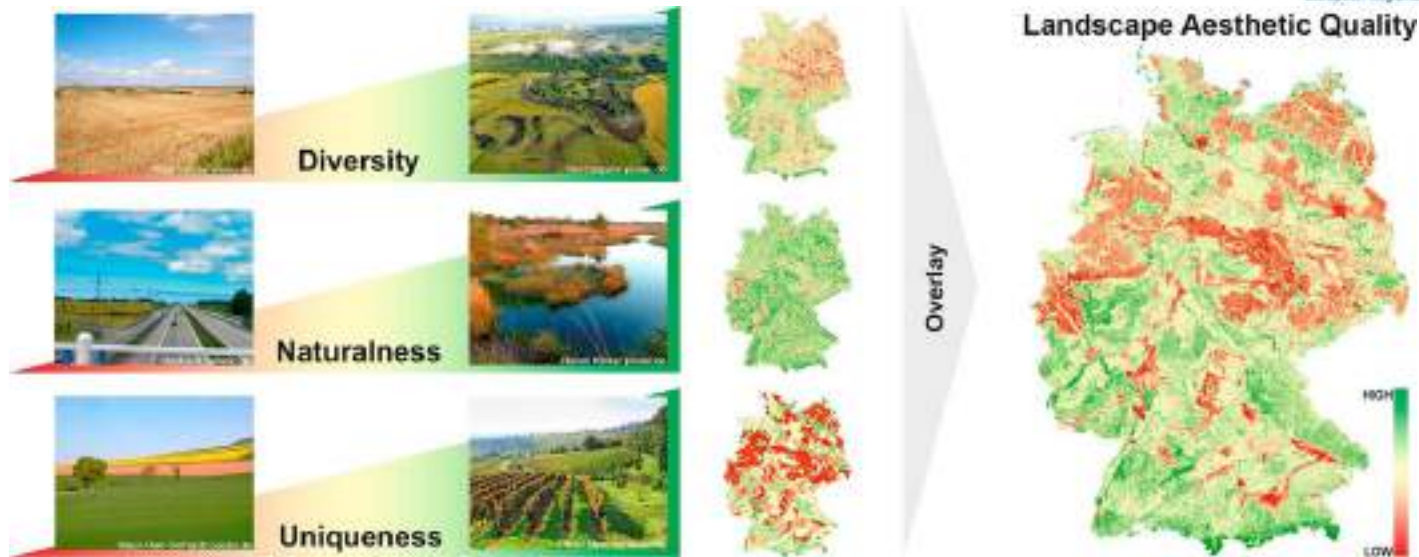 Landscape Aesthetic Quality
Diversity
Naturalness
Uniqueness
Overlay
HIGH
LOW